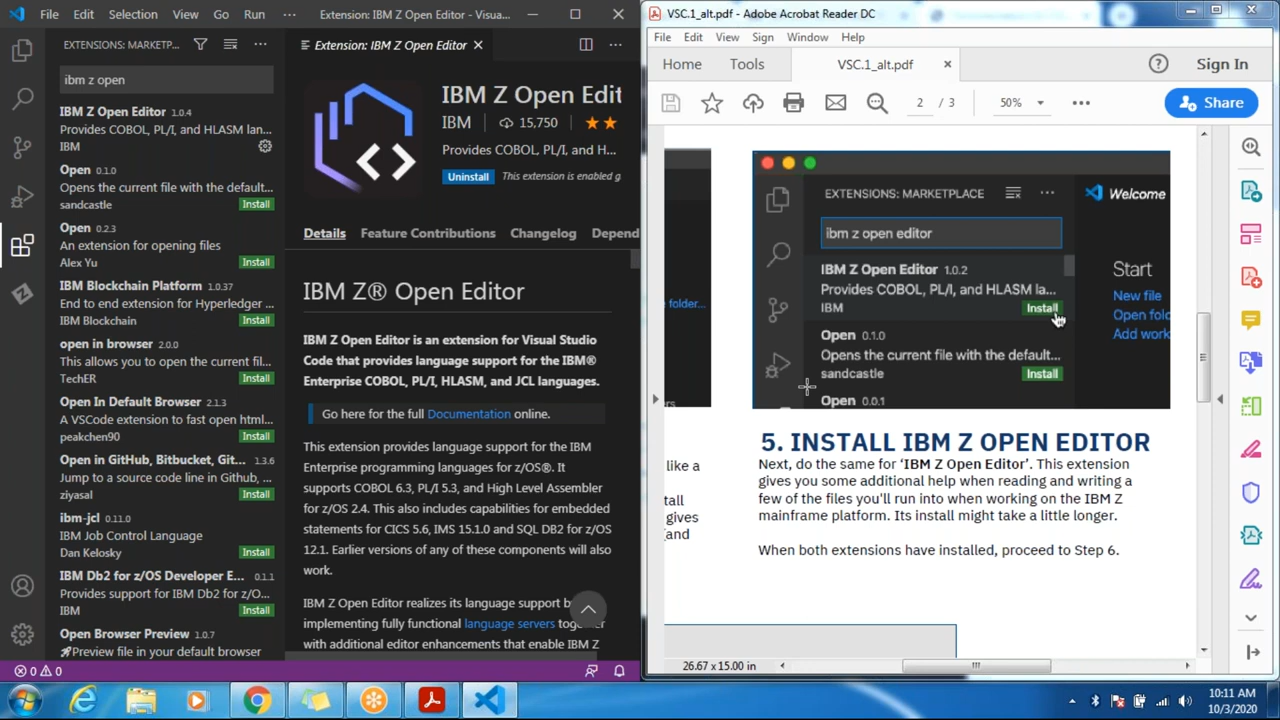 File Edit Selection View Go Run ··· Extension: IBM Z Open Editor - Visua...
EXTENSIONS: MARKETP... ···
ibm z open
IBM Z Open Editor 1.0.4
Provides COBOL, PL/I, and HLASM lan...
IBM
Open 0.1.0
Opens the current file with the default...
sandcastle Install
Open 0.2.3
An extension for opening files
Alex Yu Install
IBM Blockchain Platform 1.0.37
End to end extension for Hyperledger
IBM Blockchain Install
open in browser 2.0.0
This allows you to open the current fil...
TechER Install
Open In Default Browser 2.1.3
A VSCode extension to fast open html...
peakchen90 Install
Open in GitHub, Bitbucket, Git... 1.3.6
Jump to a source code line in Github, ...
ziyasal Install
ibm-jcl 0.11.0
IBM Job Control Language
Dan Kelosky Install
IBM Db2 for z/OS Developer E... 0.1.1
Provides support for IBM Db2 for z/O...
IBM Install
Open Browser Preview 1.0.7
🚀Preview file in your default browser
0 0
Extension: IBM Z Open Editor ···
IBM Z Open Edit
IBM 15,750
Provides COBOL, PL/I, and H...
Uninstall This extension is enabled g
Details Feature Contributions Changelog Depend
IBM Z® Open Editor
IBM Z Open Editor is an extension for Visual Studio
Code that provides language support for the IBM®
Enterprise COBOL, PL/I, HLASM, and JCL languages.
Go here for the full Documentation online.
This extension provides language support for the IBM
Enterprise programming languages for z/OS®. It
supports COBOL 6.3, PL/I 5.3, and High Level Assembler
for z/OS 2.4. This also includes capabilities for embedded
statements for CICS 5.6, IMS 15.1.0 and SQL DB2 for z/OS
12.1. Earlier versions of any of these components will also
work.
IBM Z Open Editor realizes its language support b
implementing fully functional language servers toge
with additional editor enhancements that enable IBM Z
VSC.1_alt.pdf - Adobe Acrobat Reader DC
File Edit View Sign Window Help
Home Tools VSC.1_alt.pdf Sign In
2 / 3 50% ··· Share
e folder...
EXTENSIONS: MARKETPLACE ··· Welcome
ibm z open editor
IBM Z Open Editor 1.0.2
Provides COBOL, PL/I, and HLASM la...
IBM Install
Open 0.1.0
Opens the current file with the default...
sandcastle Install
Open 0.0.1
Start
New file
Open fol
Add work
ers
like a
tall
gives
(and
5. INSTALL IBM Z OPEN EDITOR
Next, do the same for ‘IBM Z Open Editor’. This extension
gives you some additional help when reading and writing a
few of the files you'll run into when working on the IBM Z
mainframe platform. Its install might take a little longer.
When both extensions have installed, proceed to Step 6.
26.67 x 15.00 in
10:11 AM
10/3/2020